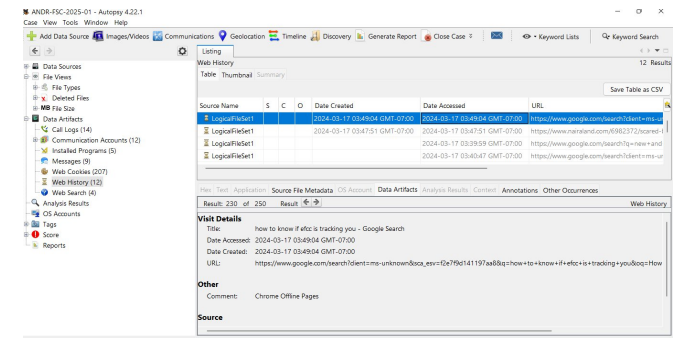 ANDR-FSC-2025-01 - Autopsy 4.22.1
Case View Tools Window Help
Add Data Source Images/Videos Communications Geolocation Timeline Discovery Generate Report Close Case Keyword Lists Keyword Search
Listing
Web History 12 Results
Table Thumbnail Summary
Save Table as CSV
Source Name S C O Date Created Date Accessed URL
LogicalFileSet1 2024-03-17 03:49:04 GMT-07:00 2024-03-17 03:49:04 GMT-07:00 https://www.google.com/search?client=ms-ur
LogicalFileSet1 2024-03-17 03:47:51 GMT-07:00 2024-03-17 03:47:51 GMT-07:00 https://www.nairaland.com/6982372/scared-l
LogicalFileSet1 2024-03-17 03:39:59 GMT-07:00 https://www.google.com/search?q=new+and
LogicalFileSet1 2024-03-17 03:40:47 GMT-07:00 https://www.google.com/search?client=ms-ur
Data Sources
File Views
File Types
Deleted Files
MB File Size
Data Artifacts
Call Logs (14)
Communication Accounts (12)
Installed Programs (5)
Messages (9)
Web Cookies (207)
Web History (12)
Web Search (4)
Analysis Results
OS Accounts
Tags
Score
Reports
Hex Text Application Source File Metadata OS Account Data Artifacts Analysis Results Context Annotations Other Occurrences
Result: 230 of 250 Result Web History
Visit Details
Title: how to know if efcc is tracking you - Google Search
Date Accessed: 2024-03-17 03:49:04 GMT-07:00
Date Created: 2024-03-17 03:49:04 GMT-07:00
URL: https://www.google.com/search?client=ms-unknown&sca_esv=f2e7f9d141197aa8&q=how+to+know+if+efcc+is+tracking+you&oq=How
Other
Comment: Chrome Offline Pages
Source